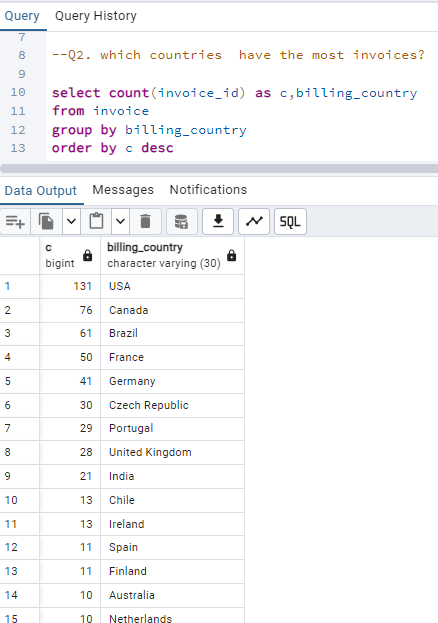 Query Query History
7
8 --Q2. which countries  have the most invoices?
9
10 select count(invoice_id) as c,billing_country
11 from invoice
12 group by billing_country
13 order by c desc
Data Output Messages Notifications
SQL
c billing_country
bigint character varying (30)
1 131 USA
2 76 Canada
3 61 Brazil
4 50 France
5 41 Germany
6 30 Czech Republic
7 29 Portugal
8 28 United Kingdom
9 21 India
10 13 Chile
11 13 Ireland
12 11 Spain
13 11 Finland
14 10 Australia
15 10 Netherlands